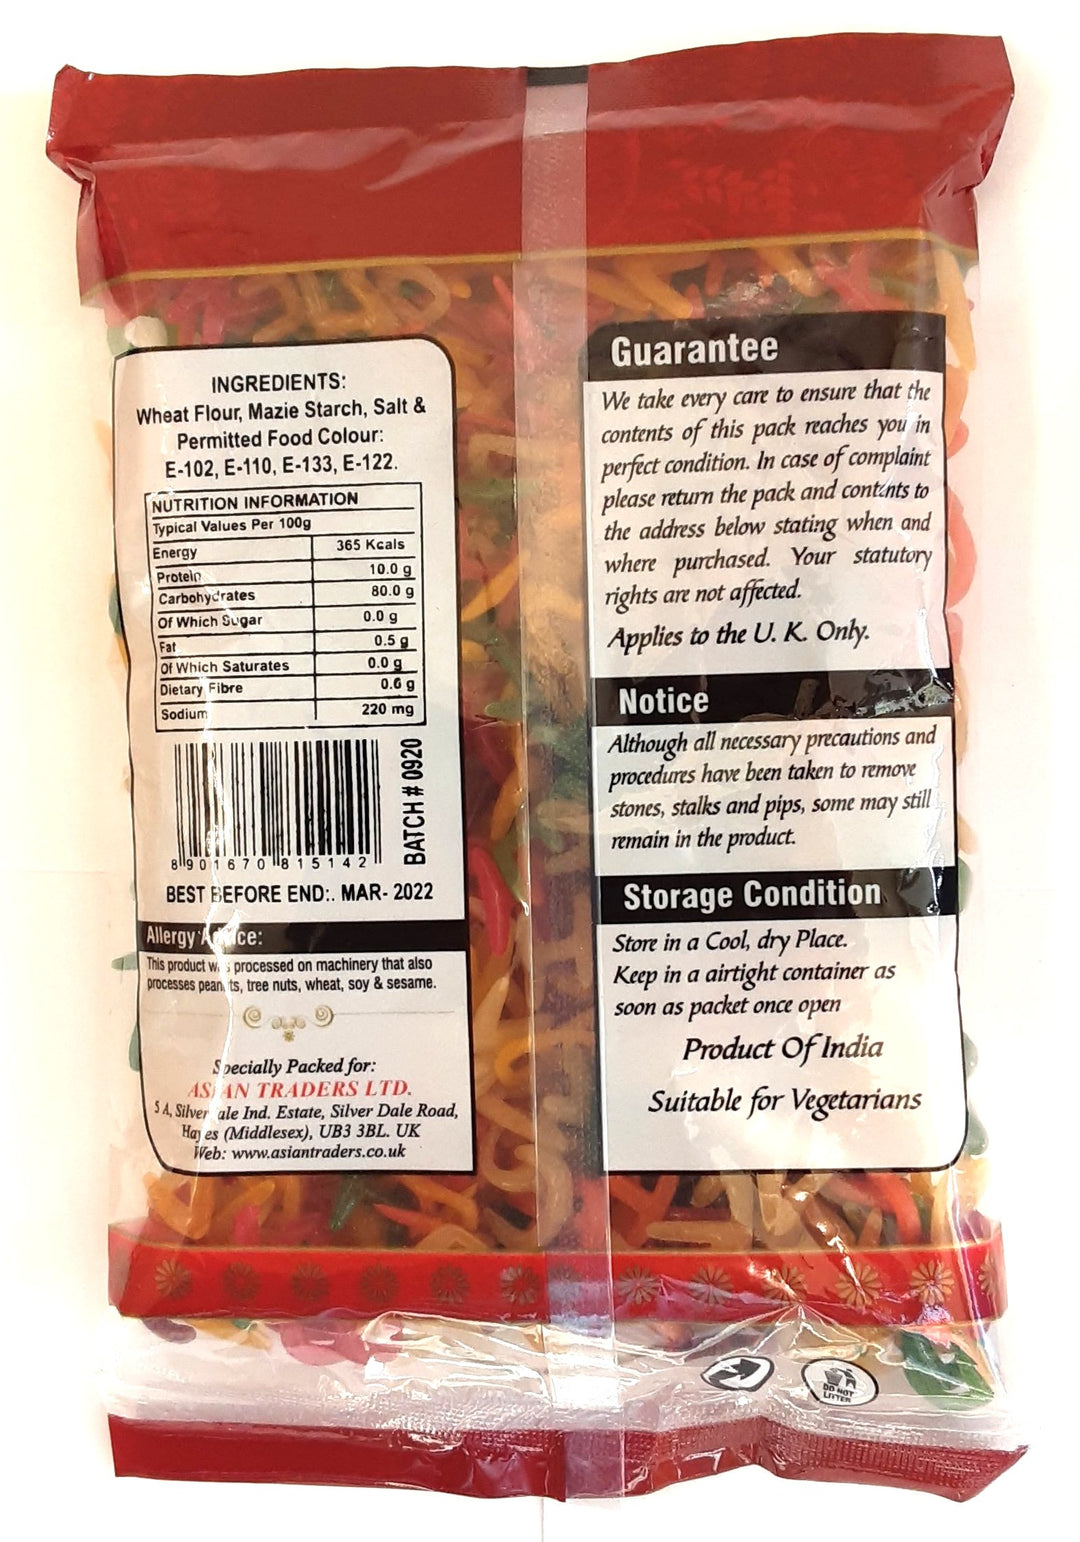 INGREDIENTS:
Wheat Flour, Mazie Starch, Salt &
Permitted Food Colour:
E-102, E-110, E-133, E-122.
NUTRITION INFORMATION
Typical Values Per 100g
Energy 365 Kcals
Protein 10.0 g
Carbohydrates 80.0 g
Of Which Sugar 0.0 g
Fat 0.5 g
Of Which Saturates 0.0 g
Dietary Fibre 0.6 g
Sodium 220 mg
BATCH # 0920
8 901670 815142
BEST BEFORE END:. MAR- 2022
Allergy Advice:
This product was processed on machinery that also
processes peanuts, tree nuts, wheat, soy & sesame.
Specially Packed for:
ASIAN TRADERS LTD.
5 A, Silverdale Ind. Estate, Silver Dale Road,
Hayes (Middlesex), UB3 3BL. UK
Web: www.asiantraders.co.uk
Guarantee
We take every care to ensure that the
contents of this pack reaches you in
perfect condition. In case of complaint
please return the pack and contents to
the address below stating when and
where purchased. Your statutory
rights are not affected.
Applies to the U. K. Only.
Notice
Although all necessary precautions and
procedures have been taken to remove
stones, stalks and pips, some may still
remain in the product.
Storage Condition
Store in a Cool, dry Place.
Keep in a airtight container as
soon as packet once open
Product Of India
Suitable for Vegetarians
DO NOT
LITTER